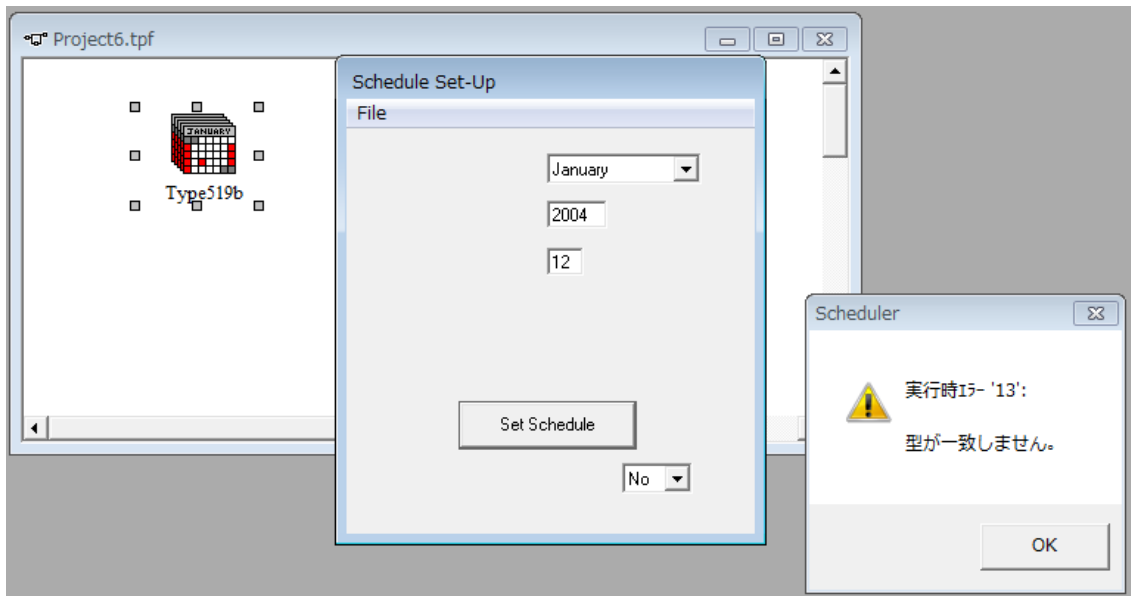 Project6.tpf
JANUARY
Type519b
Schedule Set-Up
File
January
2004
12
Set Schedule
No
Scheduler
実行時ｴﾗｰ '13':
型が一致しません。
OK